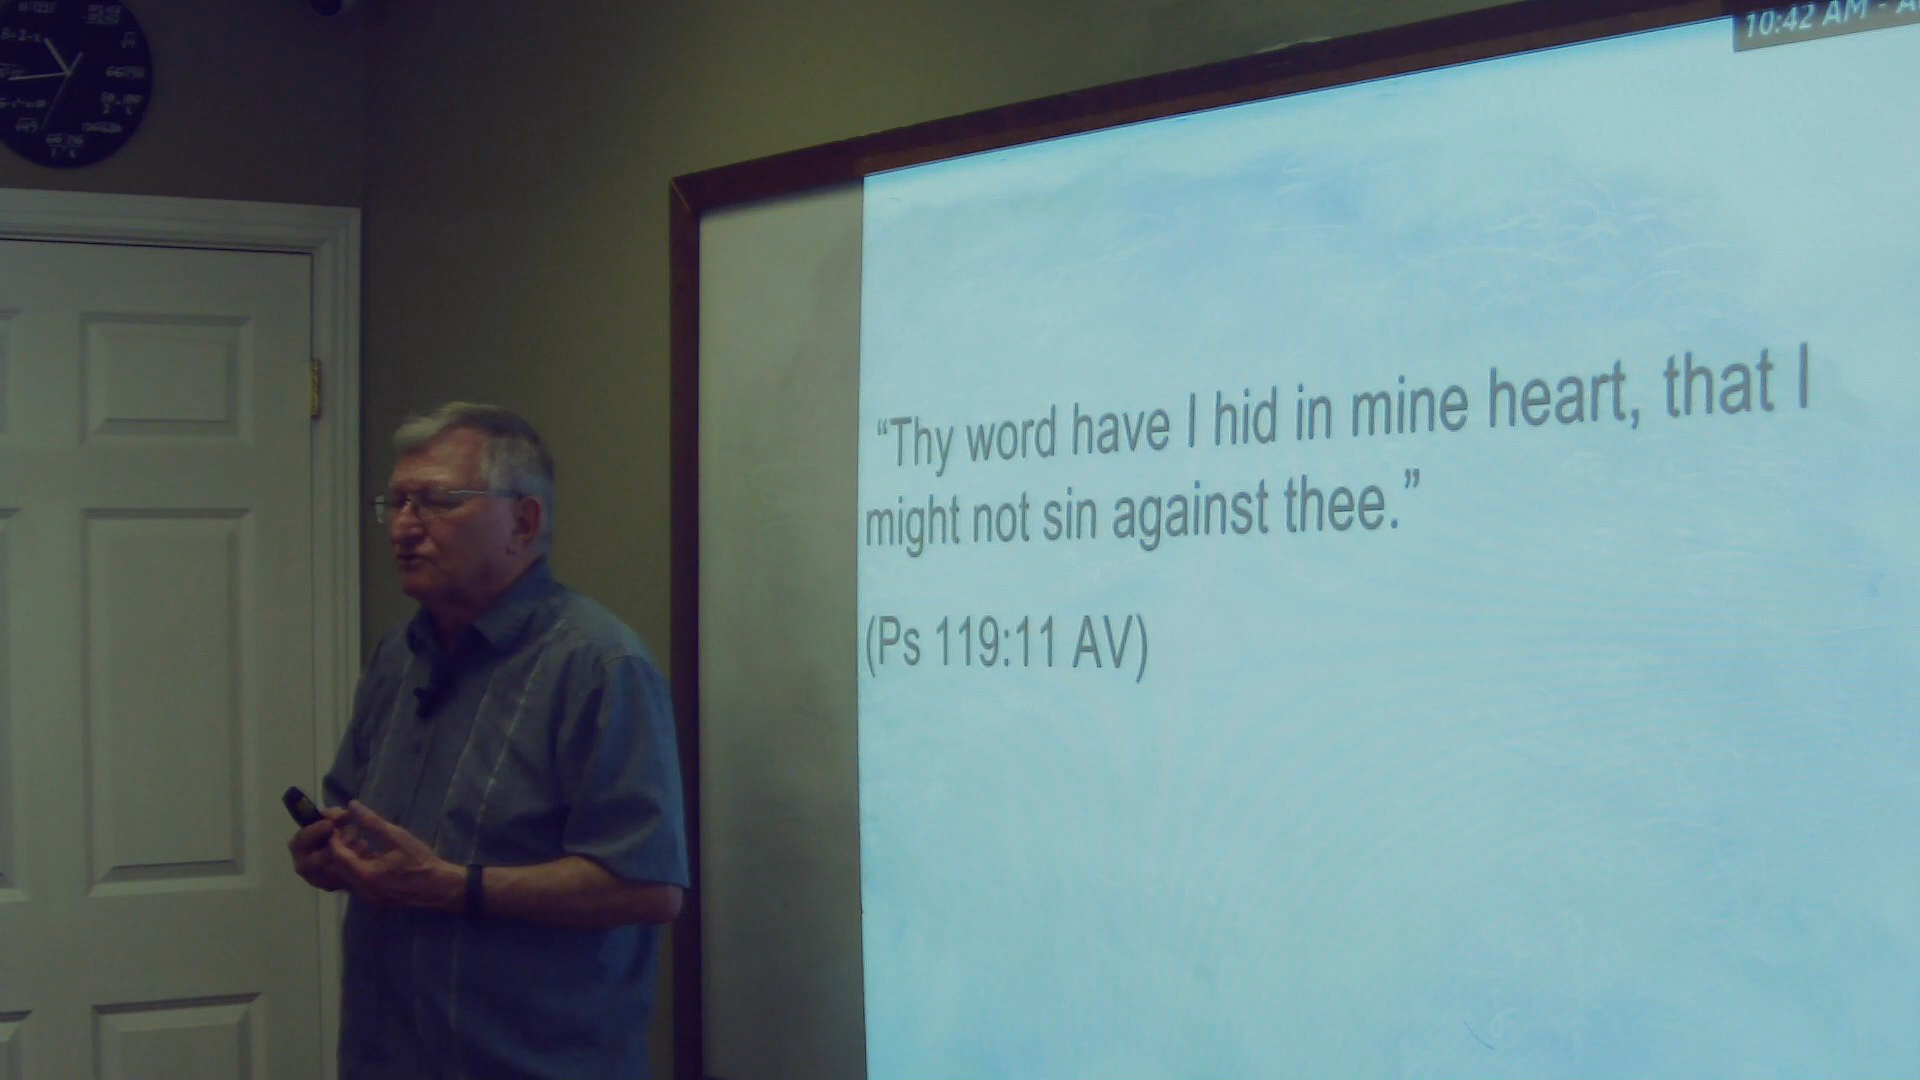 10:42 AM -
“Thy word have I hid in mine heart, that I
might not sin against thee.”
(Ps 119:11 AV)